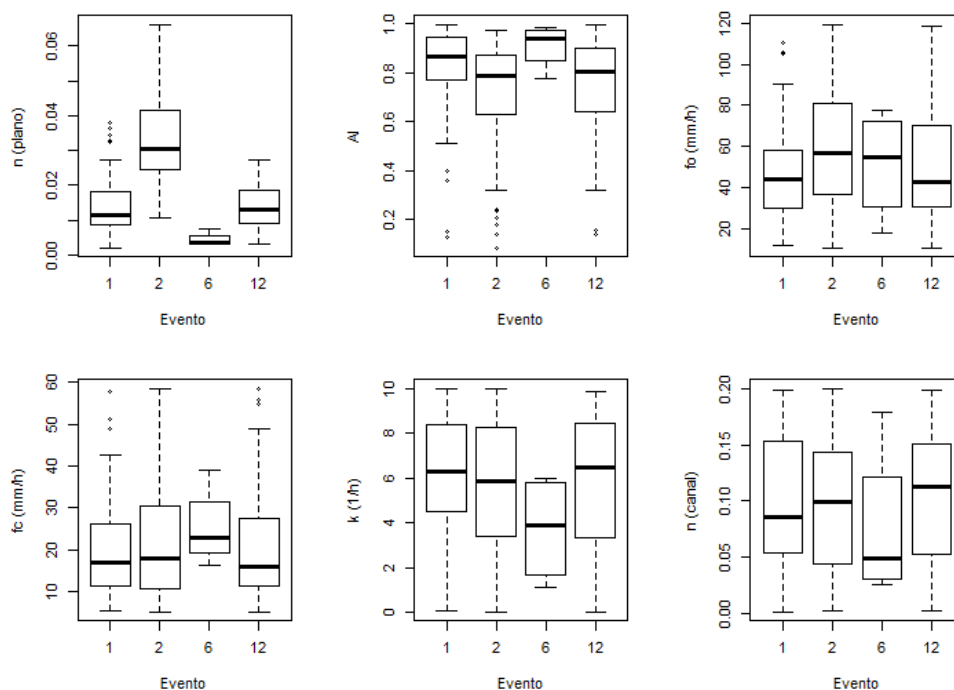 n (plano)
0.00 0.02 0.04 0.06
1 2 6 12
Evento
AI
0.2 0.4 0.6 0.8 1.0
1 2 6 12
Evento
fo (mm/h)
20 40 60 80 100 120
1 2 6 12
Evento
fc (mm/h)
10 20 30 40 50 60
1 2 6 12
Evento
k (1/h)
0 2 4 6 8 10
1 2 6 12
Evento
n (canal)
0.00 0.05 0.10 0.15 0.20
1 2 6 12
Evento